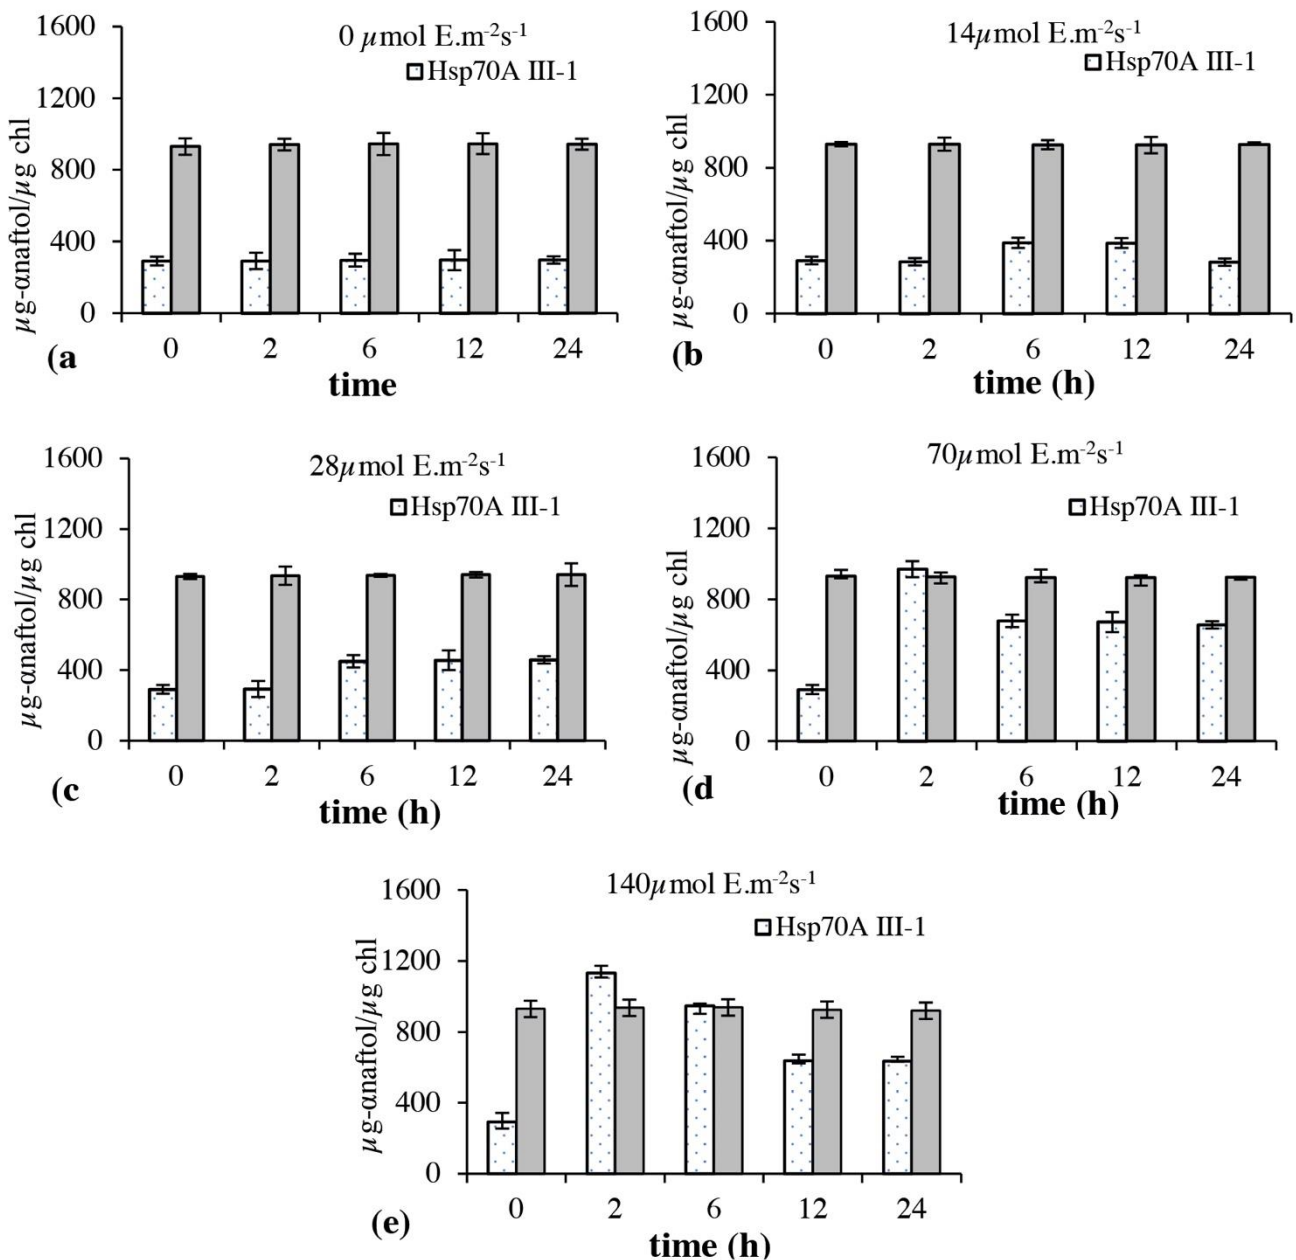 0 µmol E.m-2s-1
Hsp70A III-1
µg-αnaftol/µg chl
1600
1200
800
400
0
0 2 6 12 24
(a
time
14µmol E.m-2s-1
Hsp70A III-1
µg-αnaftol/µg chl
1600
1200
800
400
0
0 2 6 12 24
(b
time (h)
28µmol E.m-2s-1
Hsp70A III-1
µg-αnaftol/µg chl
1600
1200
800
400
0
0 2 6 12 24
(c
time (h)
70µmol E.m-2s-1
Hsp70A III-1
µg-αnaftol/µg chl
1600
1200
800
400
0
0 2 6 12 24
(d
time (h)
140µmol E.m-2s-1
Hsp70A III-1
µg-αnaftol/µg chl
1600
1200
800
400
0
0 2 6 12 24
(e)
time (h)